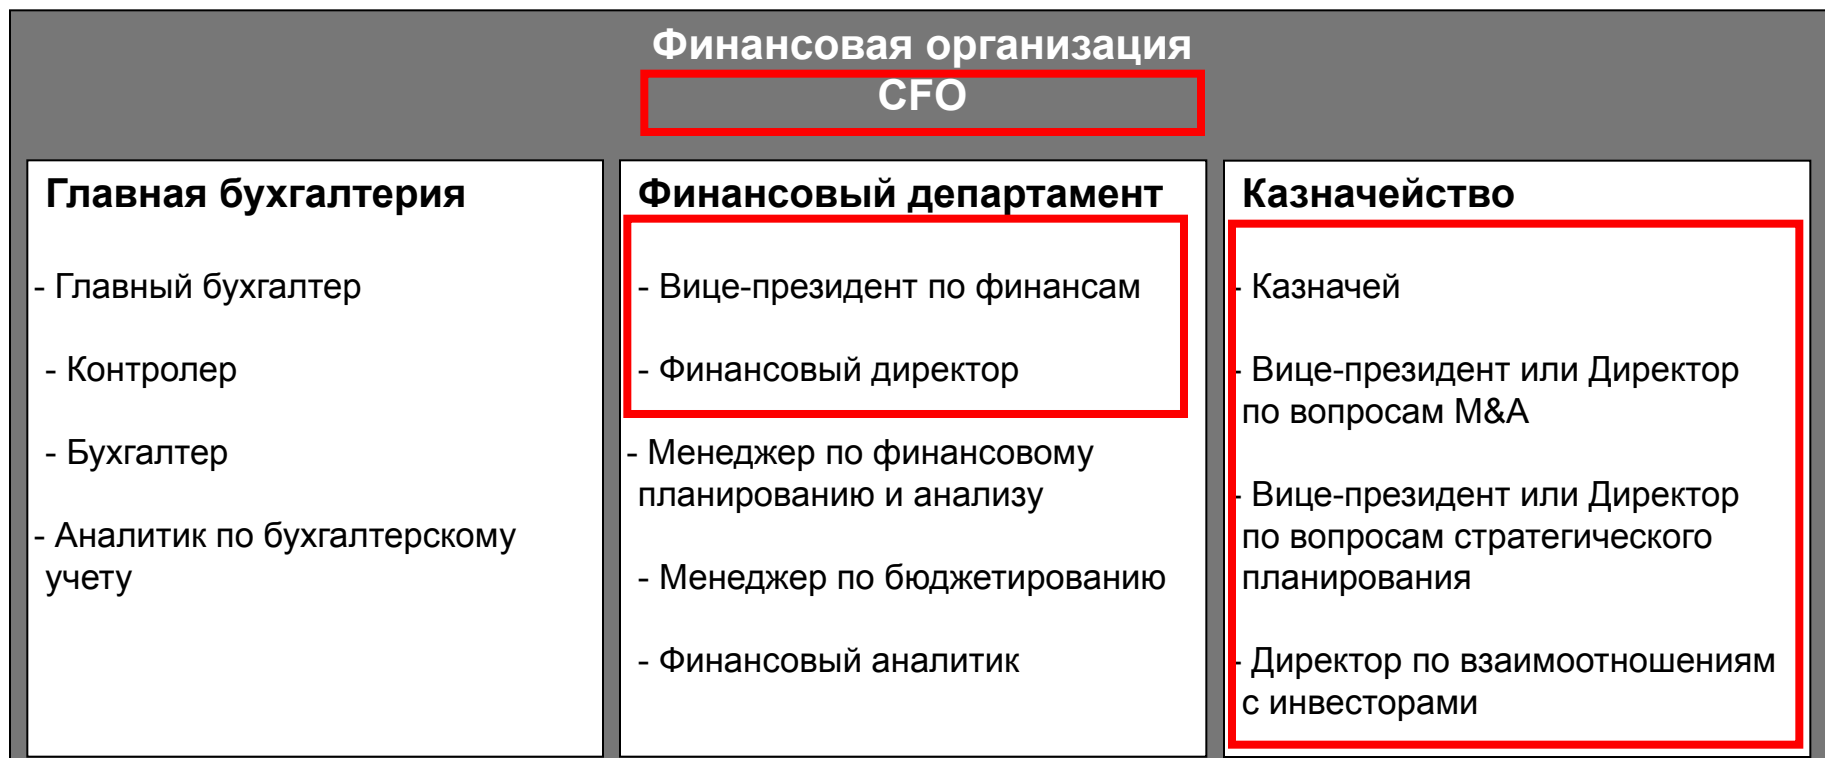 Финансовая организация
CFO
Главная бухгалтерия
- Главный бухгалтер
- Контролер
- Бухгалтер
- Аналитик по бухгалтерскому
учету
Финансовый департамент
- Вице-президент по финансам
- Финансовый директор
- Менеджер по финансовому
планированию и анализу
- Менеджер по бюджетированию
- Финансовый аналитик
Казначейство
- Казначей
- Вице-президент или Директор
по вопросам M&A
- Вице-президент или Директор
по вопросам стратегического
планирования
- Директор по взаимоотношениям
с инвесторами